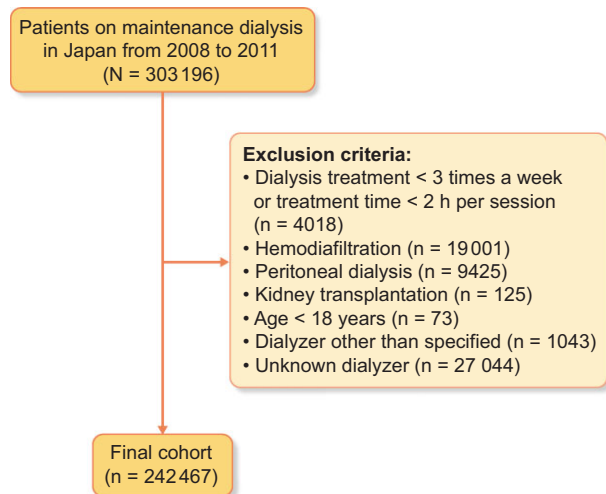 Patients on maintenance dialysis
in Japan from 2008 to 2011
(N = 303 196)
Exclusion criteria:
• Dialysis treatment < 3 times a week
or treatment time < 2 h per session
(n = 4018)
• Hemodiafiltration (n = 19 001)
• Peritoneal dialysis (n = 9425)
• Kidney transplantation (n = 125)
• Age < 18 years (n = 73)
• Dialyzer other than specified (n = 1043)
• Unknown dialyzer (n = 27 044)
Final cohort
(n = 242 467)